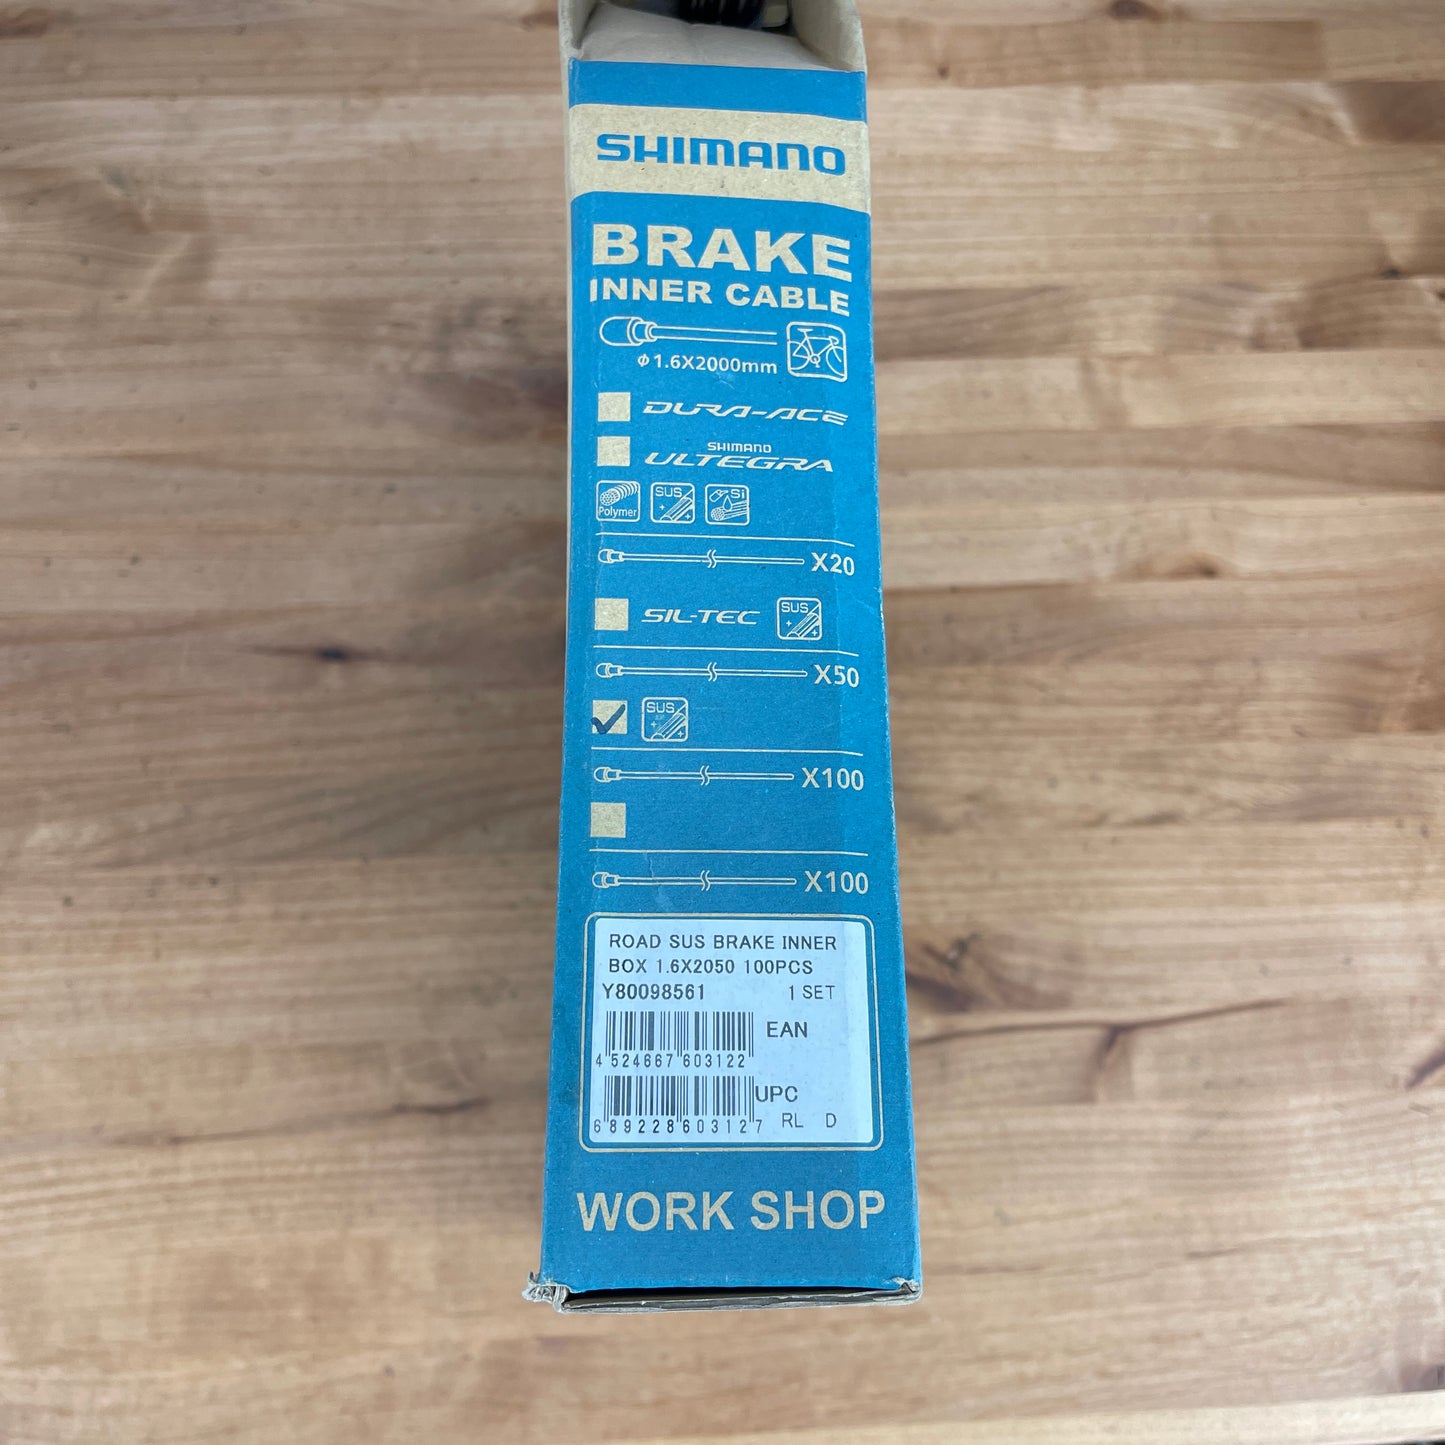 SHIMANO
BRAKE
INNER CABLE
φ1.6X2000mm
DURA-ACE
SHIMANO
ULTEGRA
Polymer SUS Si
X20
SIL-TEC SUS
X50
SUS
X100
X100
ROAD SUS BRAKE INNER
BOX 1.6X2050 100PCS
Y80098561 1 SET
EAN
4 524667 603122
UPC
6 89228 60312 7 RL D
WORK SHOP